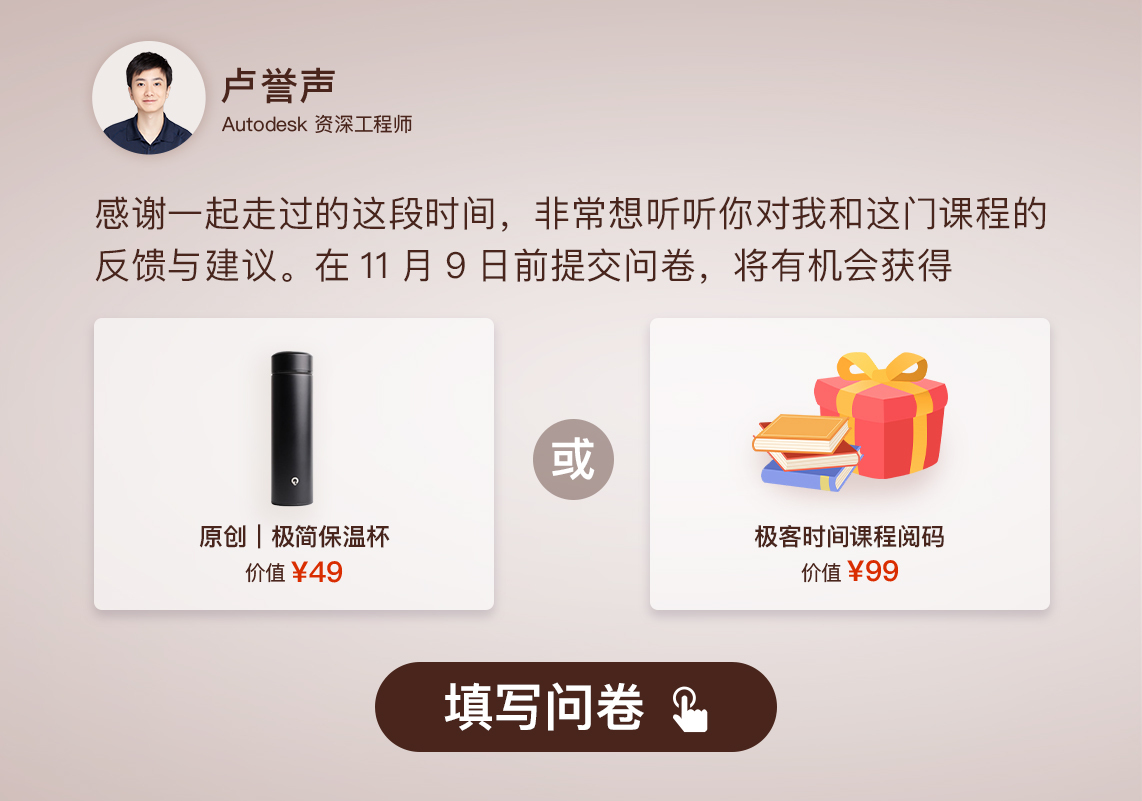 卢誉声
Autodesk 资深工程师
感谢一起走过的这段时间，非常想听听你对我和这门课程的
反馈与建议。在 11 月 9 日前提交问卷，将有机会获得
或
原创｜极简保温杯
价值 ¥49
极客时间课程阅码
价值 ¥99
填写问卷